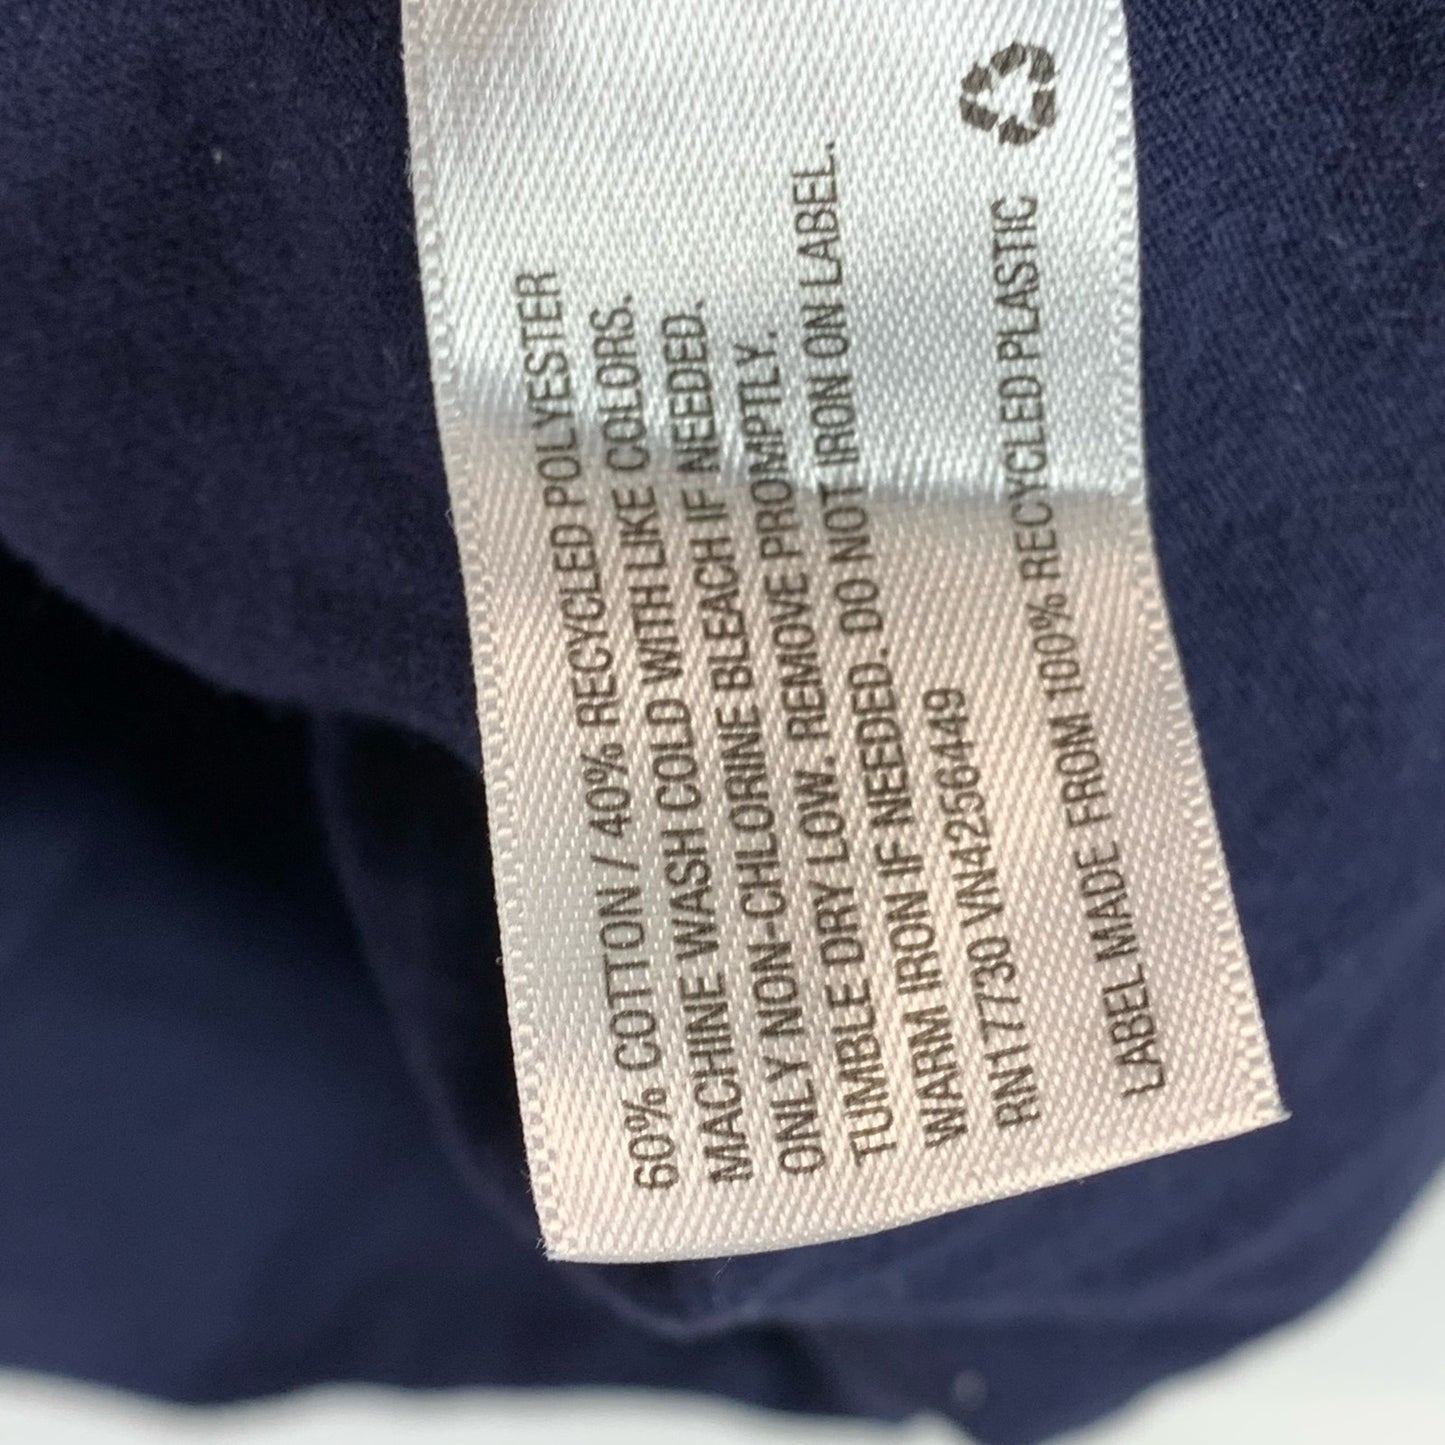 60% COTTON / 40% RECYCLED POLYESTER
MACHINE WASH COLD WITH LIKE COLORS.
ONLY NON-CHLORINE BLEACH IF NEEDED.
TUMBLE DRY LOW. REMOVE PROMPTLY.
WARM IRON IF NEEDED. DO NOT IRON ON LABEL.
RN17730 VN4256449
LABEL MADE FROM 100% RECYCLED PLASTIC